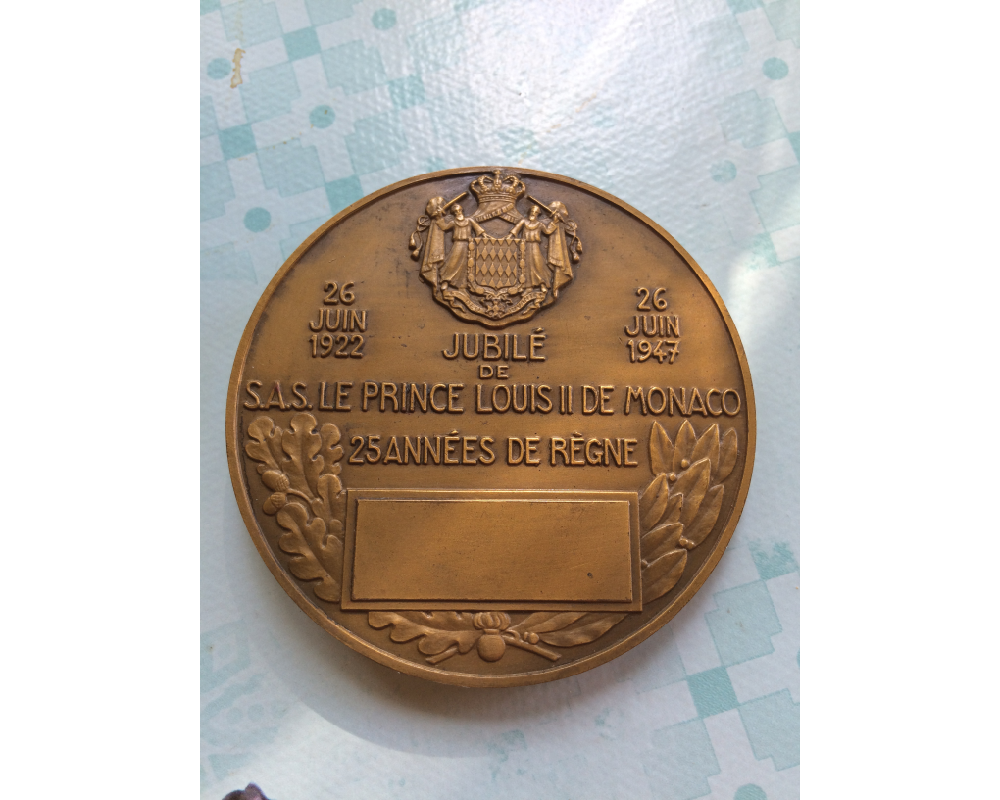 26
JUIN
1922
26
JUIN
1947
JUBILÉ
DE
S.A.S. LE PRINCE LOUIS II DE MONACO
25 ANNÉES DE RÈGNE